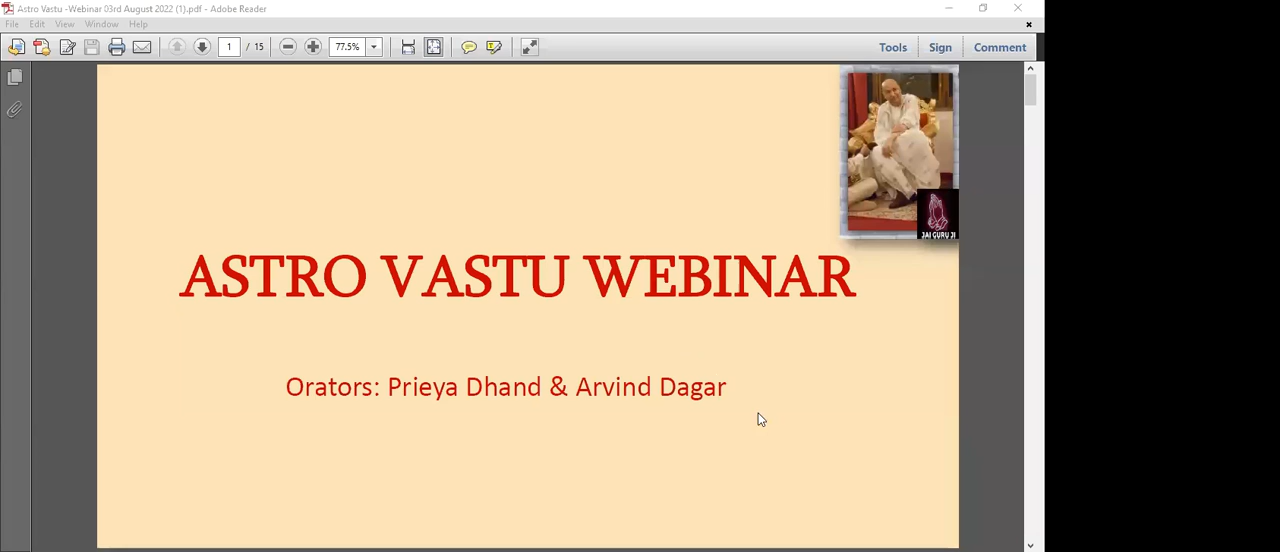 Astro Vastu -Webinar 03rd August 2022 (1).pdf - Adobe Reader
File Edit View Window Help
1 / 15 77.5% Tools Sign Comment
JAI GURU JI
ASTRO VASTU WEBINAR
Orators: Prieya Dhand & Arvind Dagar